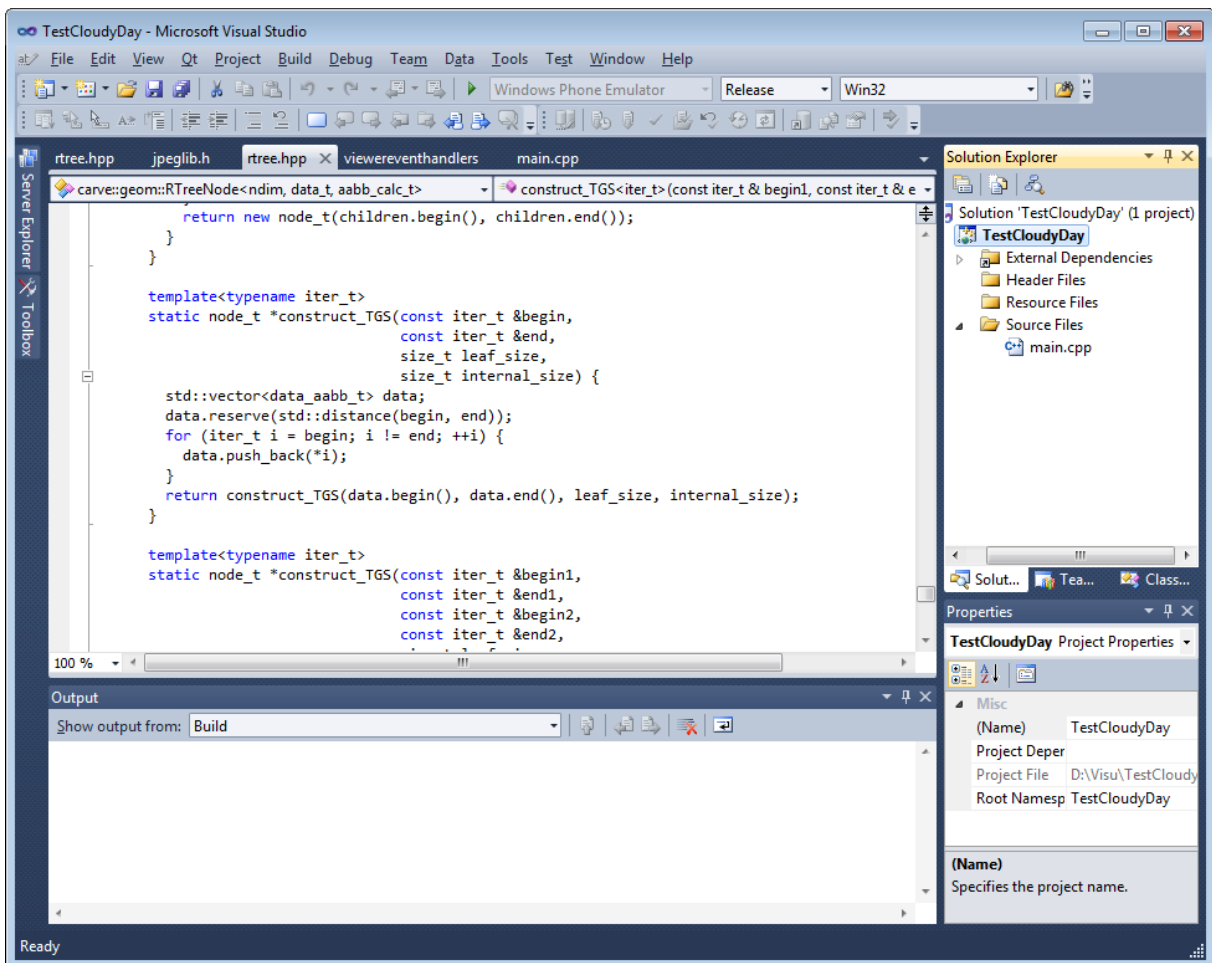 TestCloudyDay - Microsoft Visual Studio
File Edit View Qt Project Build Debug Team Data Tools Test Window Help
Windows Phone Emulator Release Win32
Server Explorer
Toolbox
rtree.hpp jpeglib.h rtree.hpp viewereventhandlers main.cpp
carve::geom::RTreeNode<ndim, data_t, aabb_calc_t> construct_TGS<iter_t>(const iter_t & begin1, const iter_t & e
return new node_t(children.begin(), children.end());
}
}
template<typename iter_t>
static node_t *construct_TGS(const iter_t &begin,
const iter_t &end,
size_t leaf_size,
size_t internal_size) {
std::vector<data_aabb_t> data;
data.reserve(std::distance(begin, end));
for (iter_t i = begin; i != end; ++i) {
data.push_back(*i);
}
return construct_TGS(data.begin(), data.end(), leaf_size, internal_size);
}
template<typename iter_t>
static node_t *construct_TGS(const iter_t &begin1,
const iter_t &end1,
const iter_t &begin2,
const iter_t &end2,
100 %
Output
Show output from: Build
Solution Explorer
Solution 'TestCloudyDay' (1 project)
TestCloudyDay
External Dependencies
Header Files
Resource Files
Source Files
main.cpp
Solut... Tea... Class...
Properties
TestCloudyDay Project Properties
Misc
(Name) TestCloudyDay
Project Deper
Project File D:\Visu\TestCloudy
Root Namesp TestCloudyDay
(Name)
Specifies the project name.
Ready